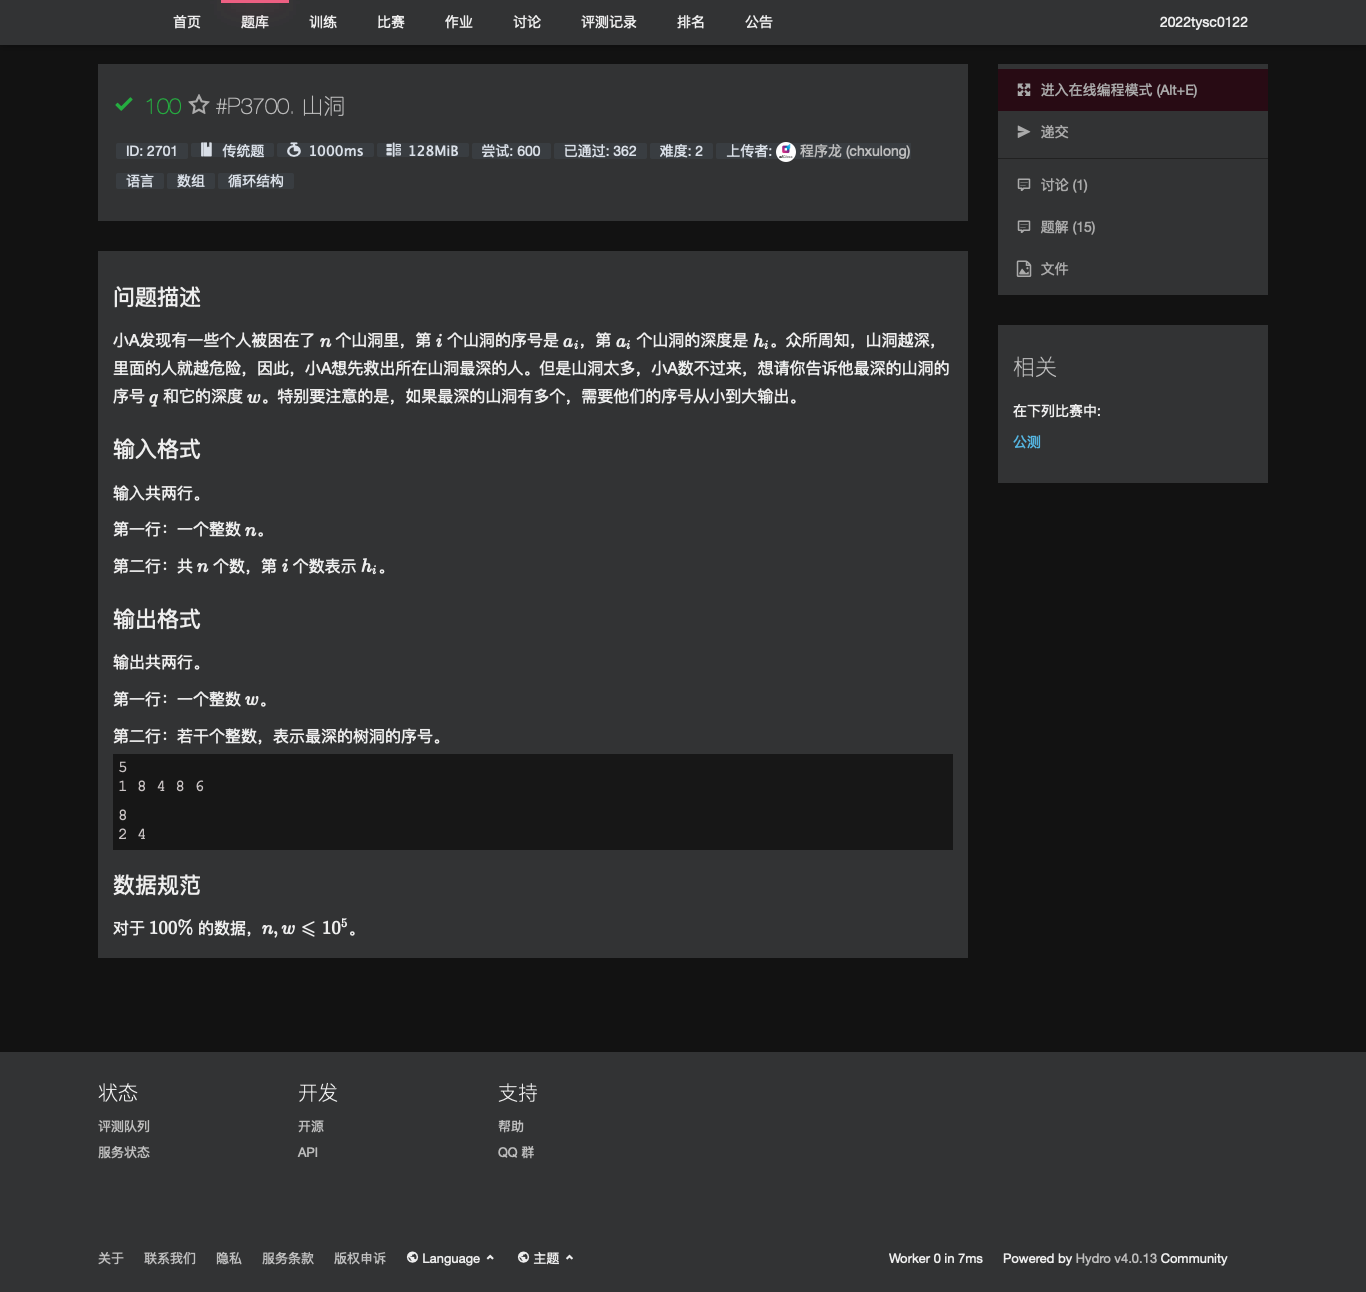 首页 题库 训练 比赛 作业 讨论 评测记录 排名 公告 2022tysc0122
100 #P3700. 山洞
ID: 2701 传统题 1000ms 128MiB 尝试: 600 已通过: 362 难度: 2 上传者: 程序龙 (chxulong)
语言 数组 循环结构
问题描述
小A发现有一些个人被困在了 n 个山洞里，第 i 个山洞的序号是 aᵢ，第 aᵢ 个山洞的深度是 hᵢ。众所周知，山洞越深，
里面的人就越危险，因此，小A想先救出所在山洞最深的人。但是山洞太多，小A数不过来，想请你告诉他最深的山洞的
序号 q 和它的深度 w。特别要注意的是，如果最深的山洞有多个，需要他们的序号从小到大输出。
输入格式
输入共两行。
第一行：一个整数 n。
第二行：共 n 个数，第 i 个数表示 hᵢ。
输出格式
输出共两行。
第一行：一个整数 w。
第二行：若干个整数，表示最深的树洞的序号。
5
1 8 4 8 6
8
2 4
数据规范
对于 100% 的数据，n, w ⩽ 10⁵。
进入在线编程模式 (Alt+E)
递交
讨论 (1)
题解 (15)
文件
相关
在下列比赛中:
公测
状态 开发 支持
评测队列 开源 帮助
服务状态 API QQ 群
关于 联系我们 隐私 服务条款 版权申诉 Language 主题 Worker 0 in 7ms Powered by Hydro v4.0.13 Community